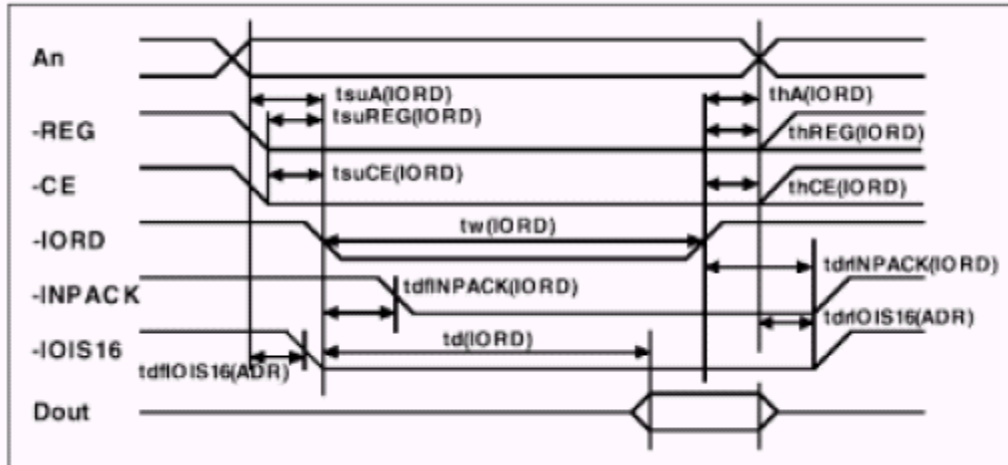 An
tsuA(IORD)
thA(IORD)
tsuREG(IORD)
-REG
thREG(IORD)
tsuCE(IORD)
-CE
thCE(IORD)
tw(IORD)
-IORD
tdrINPACK(IORD)
-INPACK
tdfINPACK(IORD)
tdrIOIS16(ADR)
-IOIS16
td(IORD)
tdfIOIS16(ADR)
Dout